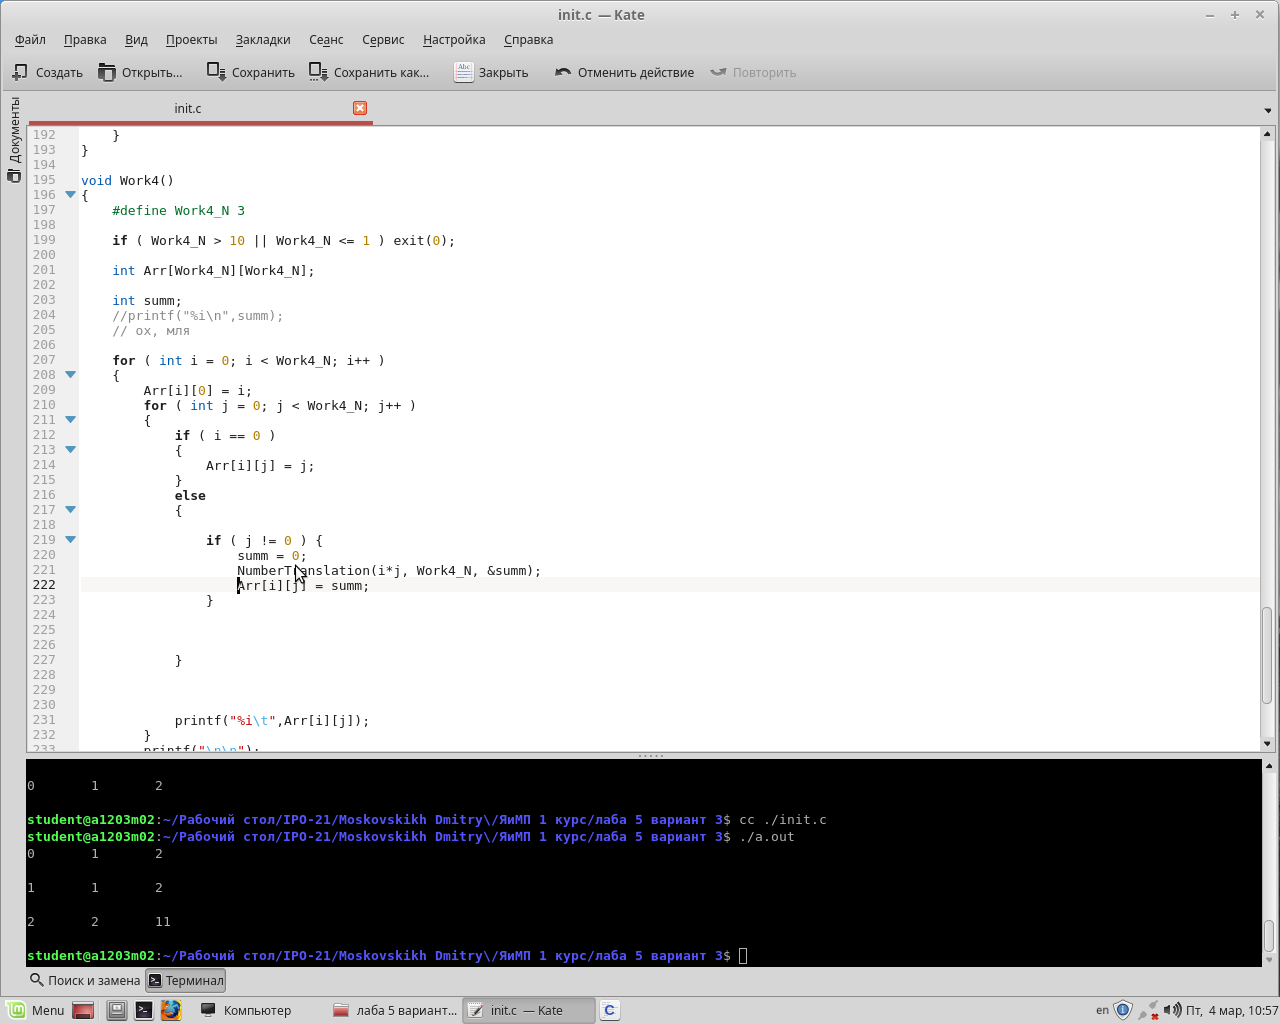 init.c — Kate
Файл Правка Вид Проекты Закладки Сеанс Сервис Настройка Справка
Создать Открыть... Сохранить Сохранить как... Закрыть Отменить действие Повторить
init.c
Документы
192 }
193 }
194
195 void Work4()
196 {
197 #define Work4_N 3
198
199 if ( Work4_N > 10 || Work4_N <= 1 ) exit(0);
200
201 int Arr[Work4_N][Work4_N];
202
203 int summ;
204 //printf("%i\n",summ);
205 // ох, мля
206
207 for ( int i = 0; i < Work4_N; i++ )
208 {
209 Arr[i][0] = i;
210 for ( int j = 0; j < Work4_N; j++ )
211 {
212 if ( i == 0 )
213 {
214 Arr[i][j] = j;
215 }
216 else
217 {
218
219 if ( j != 0 ) {
220 summ = 0;
221 NumberTranslation(i*j, Work4_N, &summ);
222 Arr[i][j] = summ;
223 }
224
225
226
227 }
228
229
230
231 printf("%i\t",Arr[i][j]);
232 }
233 printf("\n\n");
0 1 2
student@a1203m02:~/Рабочий стол/IPO-21/Moskovskikh Dmitry\/ЯиМП 1 курс/лаба 5 вариант 3$ cc ./init.c
student@a1203m02:~/Рабочий стол/IPO-21/Moskovskikh Dmitry\/ЯиМП 1 курс/лаба 5 вариант 3$ ./a.out
0 1 2
1 1 2
2 2 11
student@a1203m02:~/Рабочий стол/IPO-21/Moskovskikh Dmitry\/ЯиМП 1 курс/лаба 5 вариант 3$
Поиск и замена Терминал
Menu Компьютер лаба 5 вариант... init.c — Kate C en Пт, 4 мар, 10:57